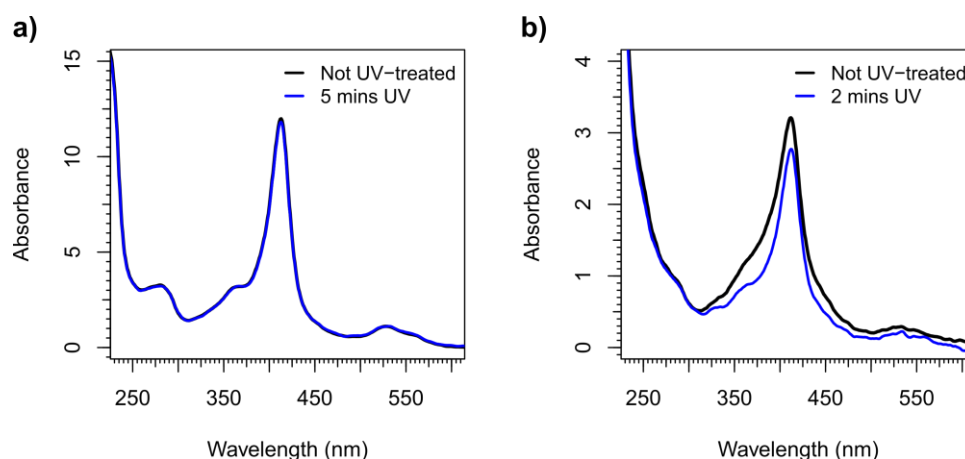 a)
Absorbance
15
10
5
0
Not UV−treated
5 mins UV
250
350
450
550
Wavelength (nm)
b)
Absorbance
4
3
2
1
0
Not UV−treated
2 mins UV
250
350
450
550
Wavelength (nm)